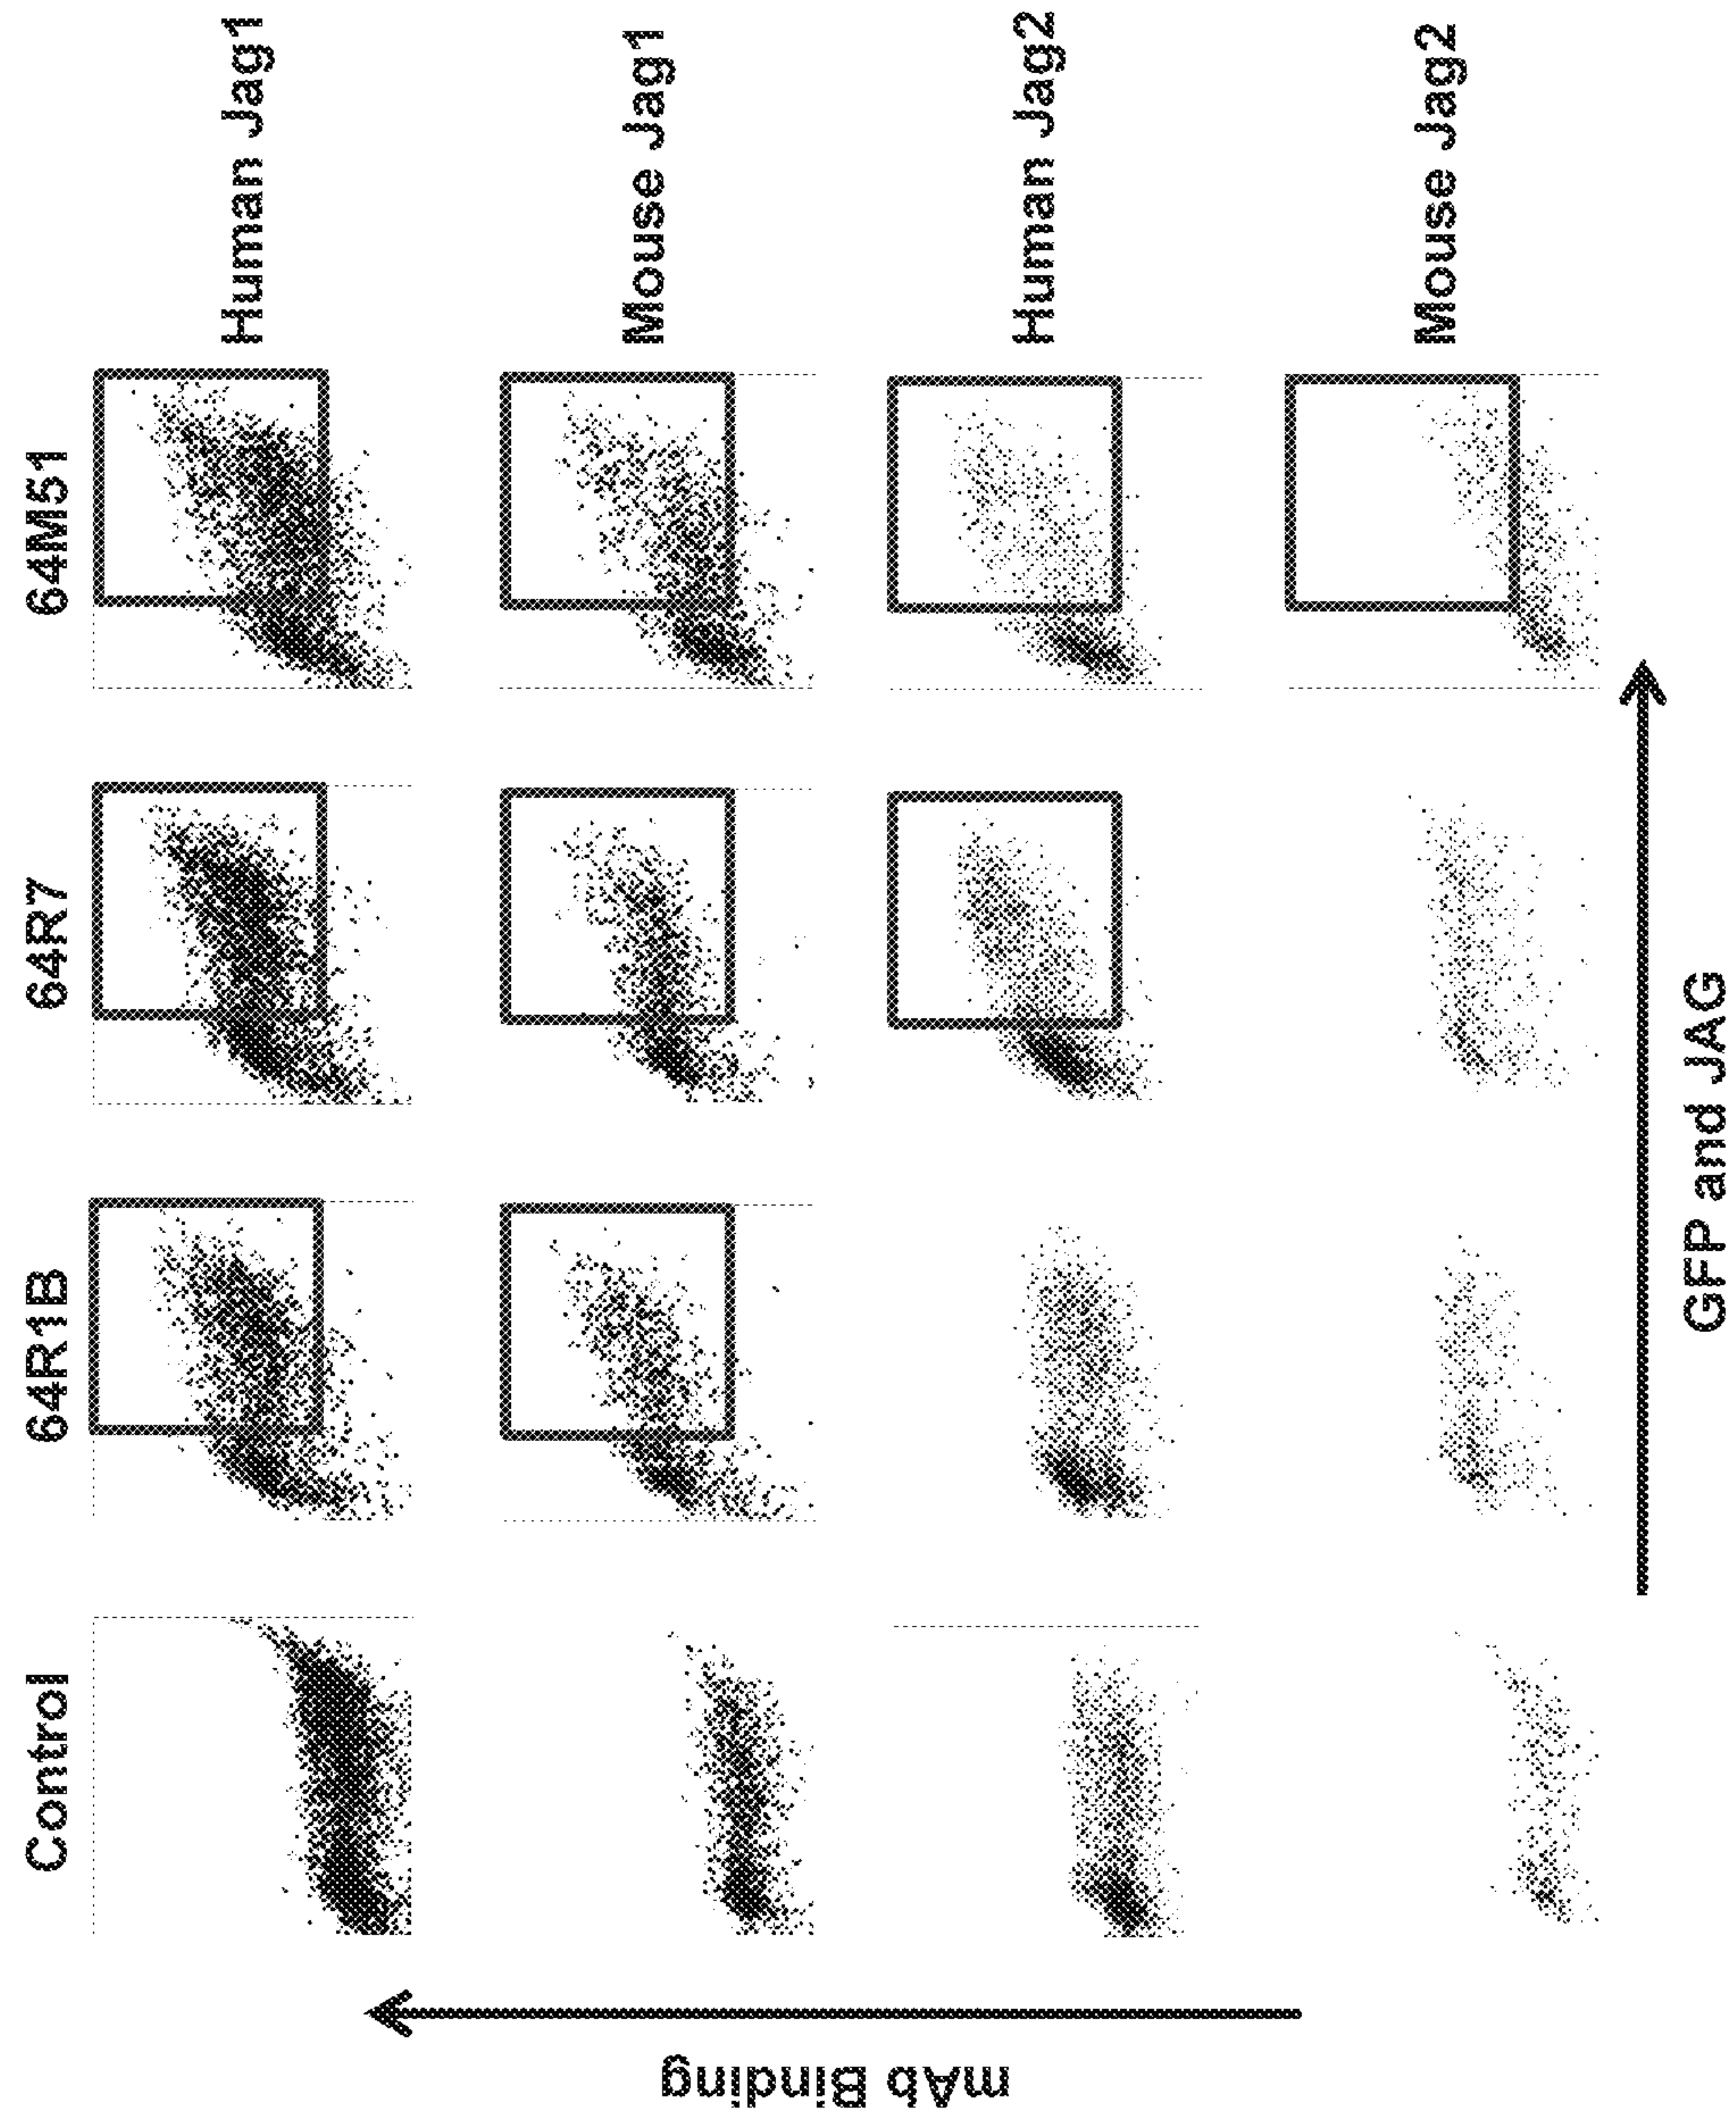 Control
64R1B
64R7
64M51
Human Jag1
Mouse Jag1
Human Jag2
Mouse Jag2
mAb Binding
GFP and JAG